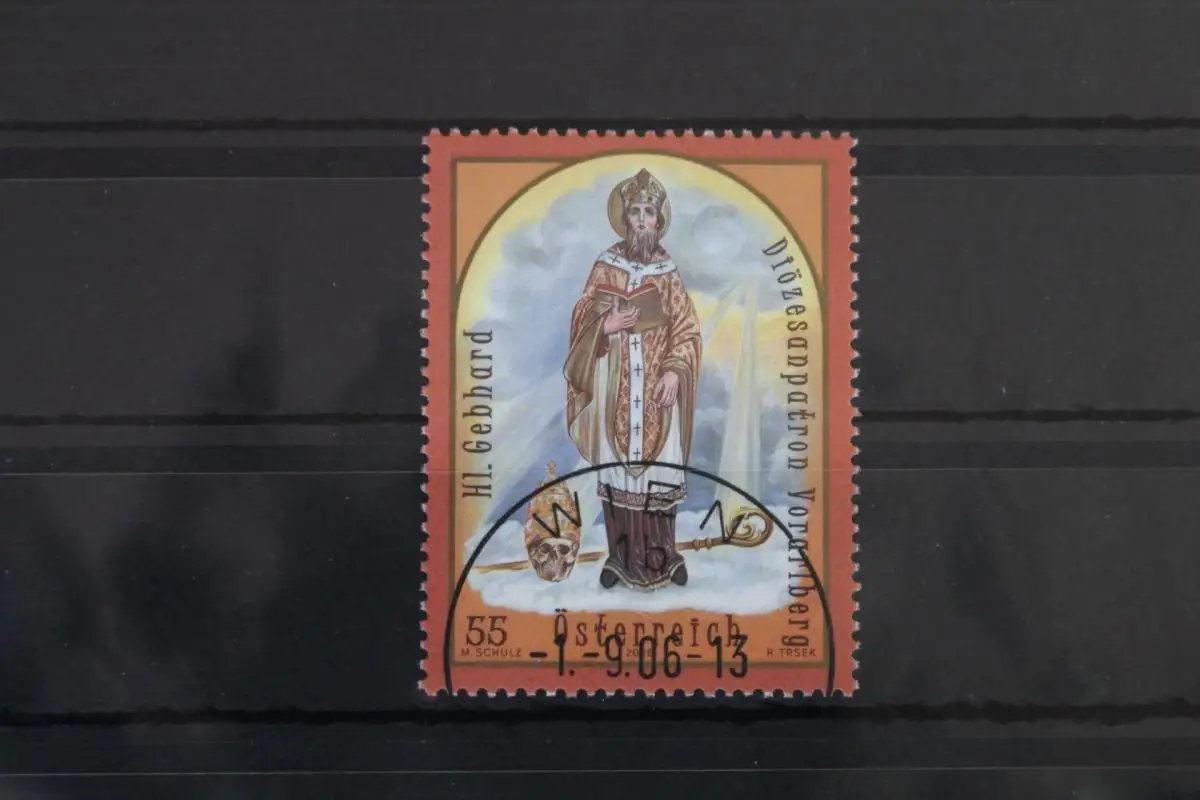 Hl. Gebhard
Diözesanpatron Vorarlberg
WIEN
55
Österreich
M. SCHULZ
R. TRSEK
-1.-9.06-13